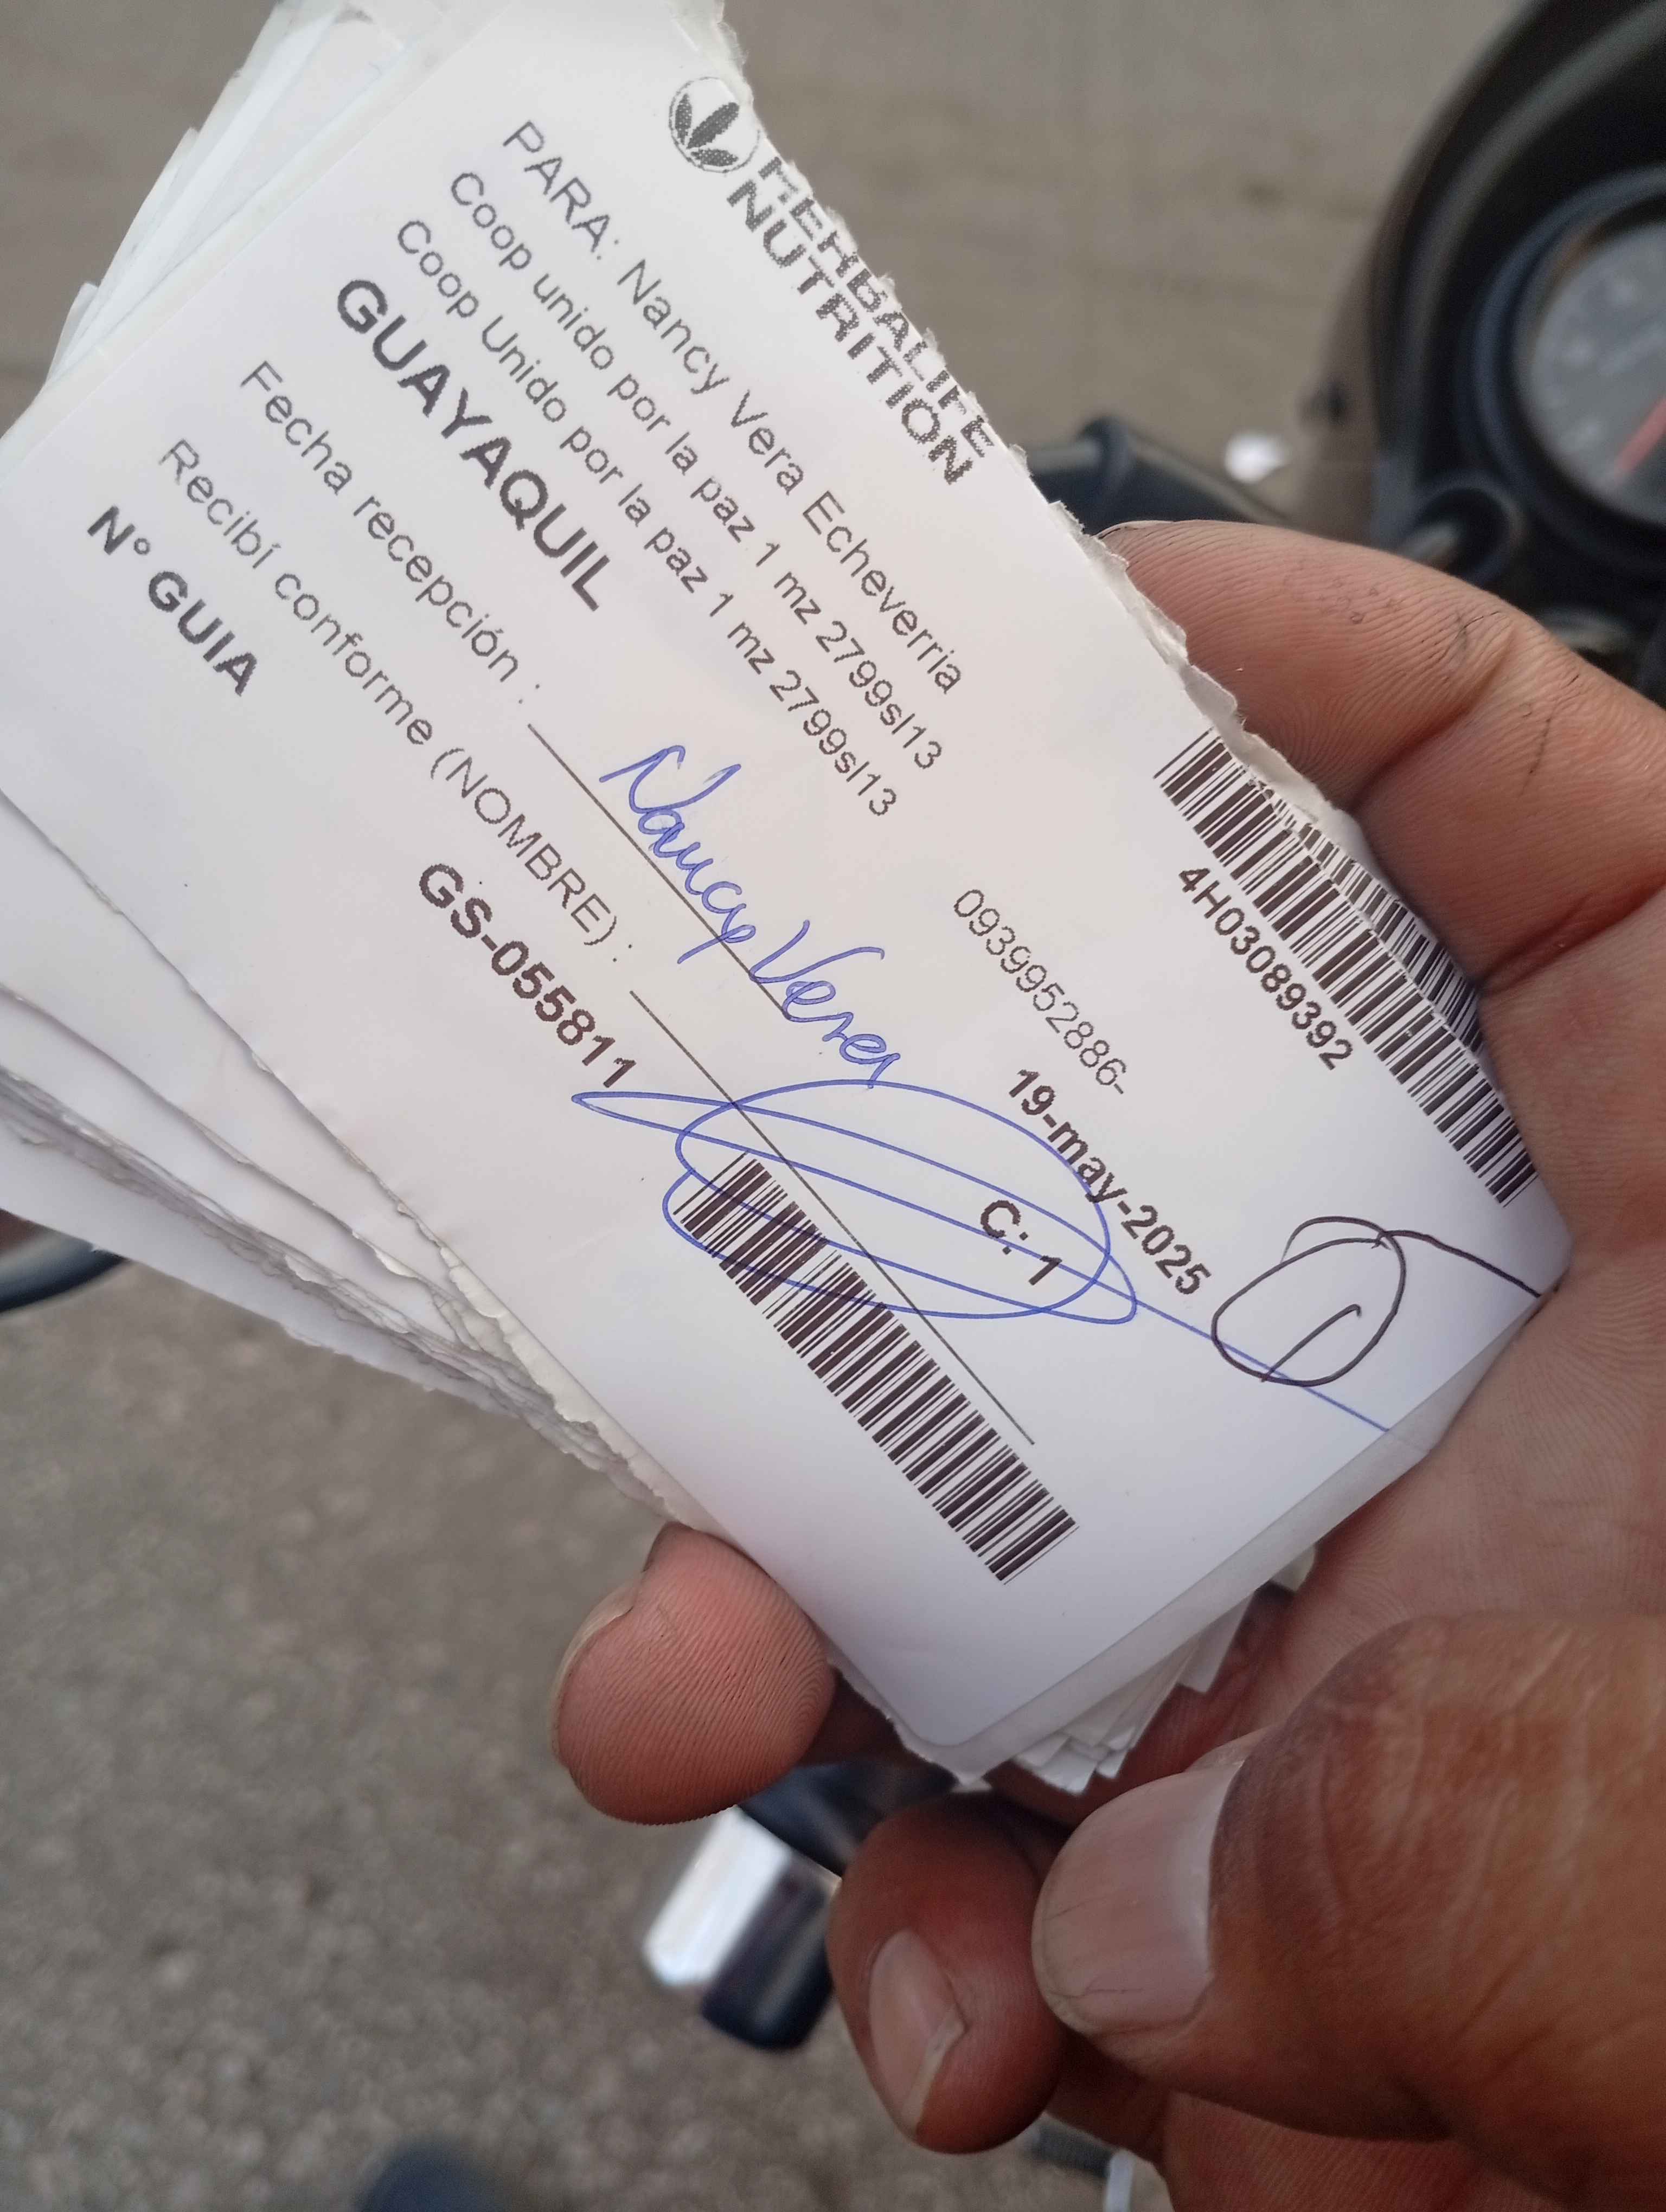 HERBALIFE
NUTRITION
4H03089392
PARA: Nancy Vera Echeverria
Coop unido por la paz 1 mz 2799sl13
Coop Unido por la paz 1 mz 2799sl13
0939952886-
GUAYAQUIL
19-may-2025
Fecha recepción :
Nancy Vera
C: 1
1
Recibí conforme (NOMBRE) :
N° GUIA
GS-055811